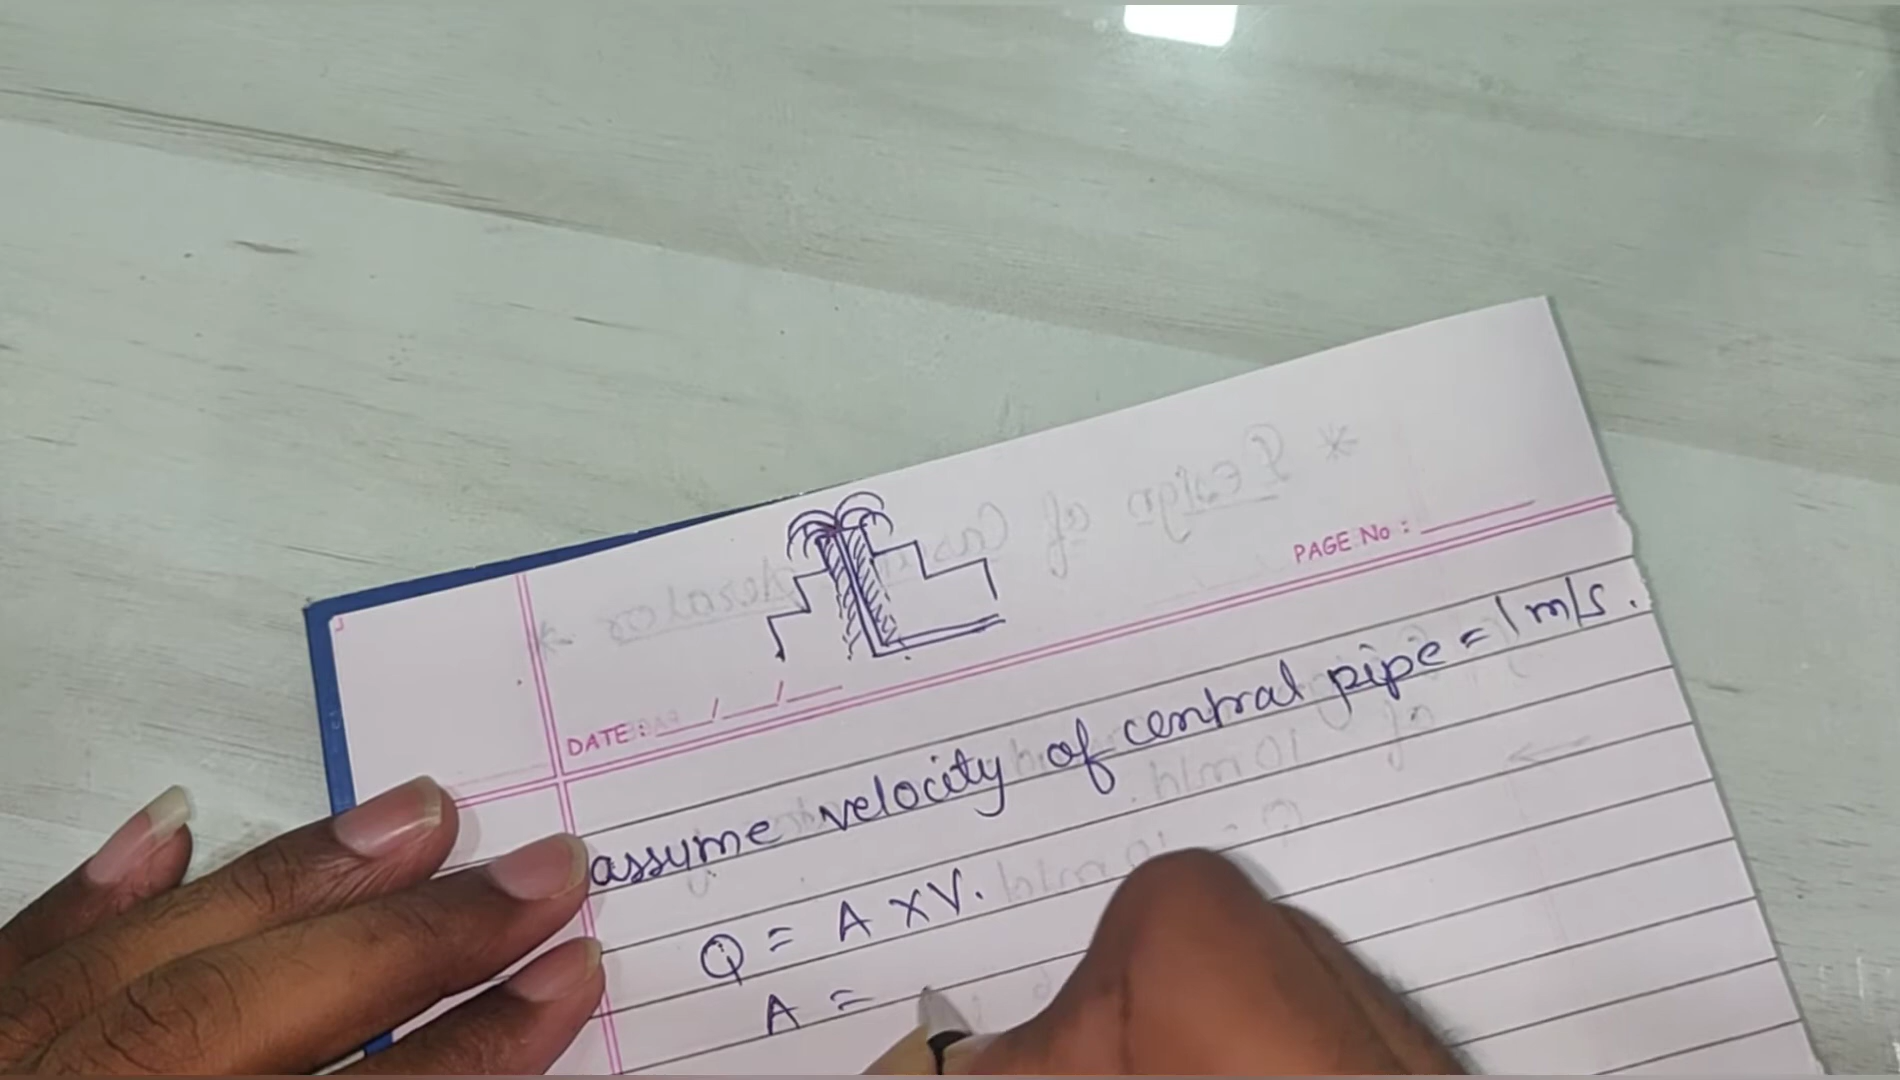 PAGE No :
DATE : / /
assume velocity of central pipe = 1 m/s.
Q = A x V.
A =